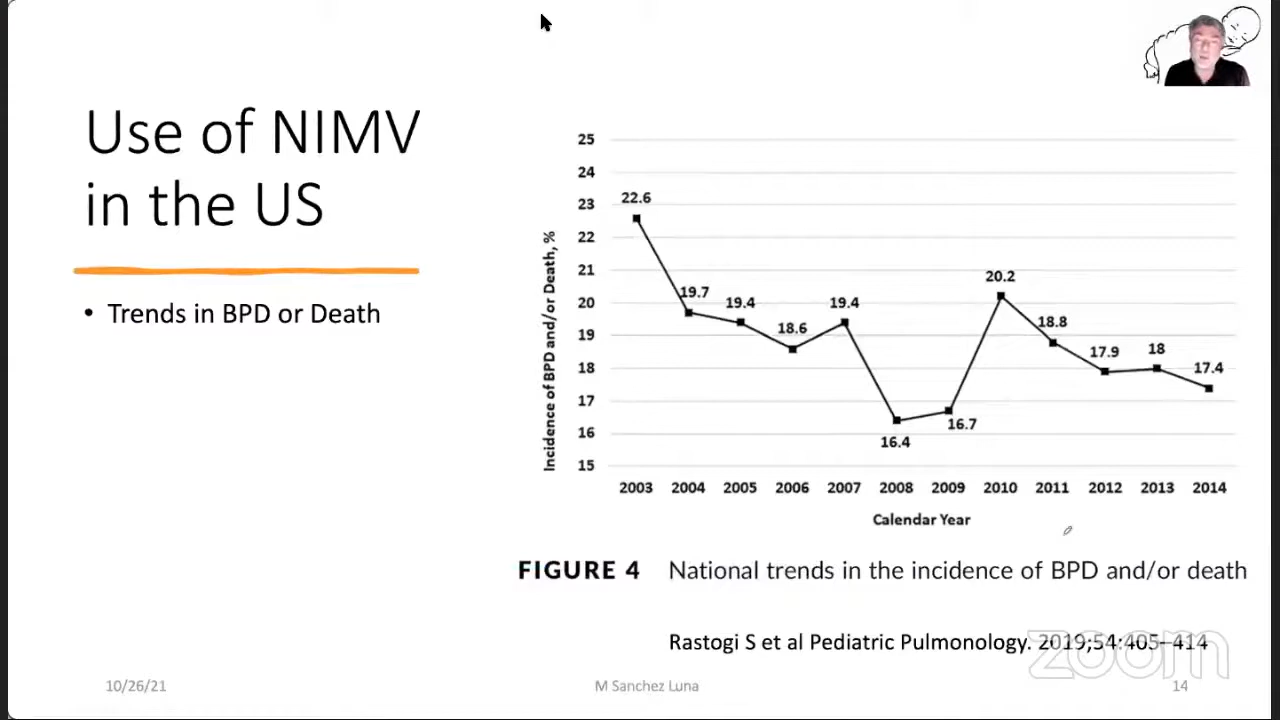 Use of NIMV
in the US
• Trends in BPD or Death
25
24
23
22
21
20
19
18
17
16
15
Incidence of BPD and/or Death, %
22.6
19.7
19.4
18.6
19.4
16.4
16.7
20.2
18.8
17.9
18
17.4
2003 2004 2005 2006 2007 2008 2009 2010 2011 2012 2013 2014
Calendar Year
FIGURE 4 National trends in the incidence of BPD and/or death
Rastogi S et al Pediatric Pulmonology. 2019;54:405–414
zoom
10/26/21 M Sanchez Luna 14